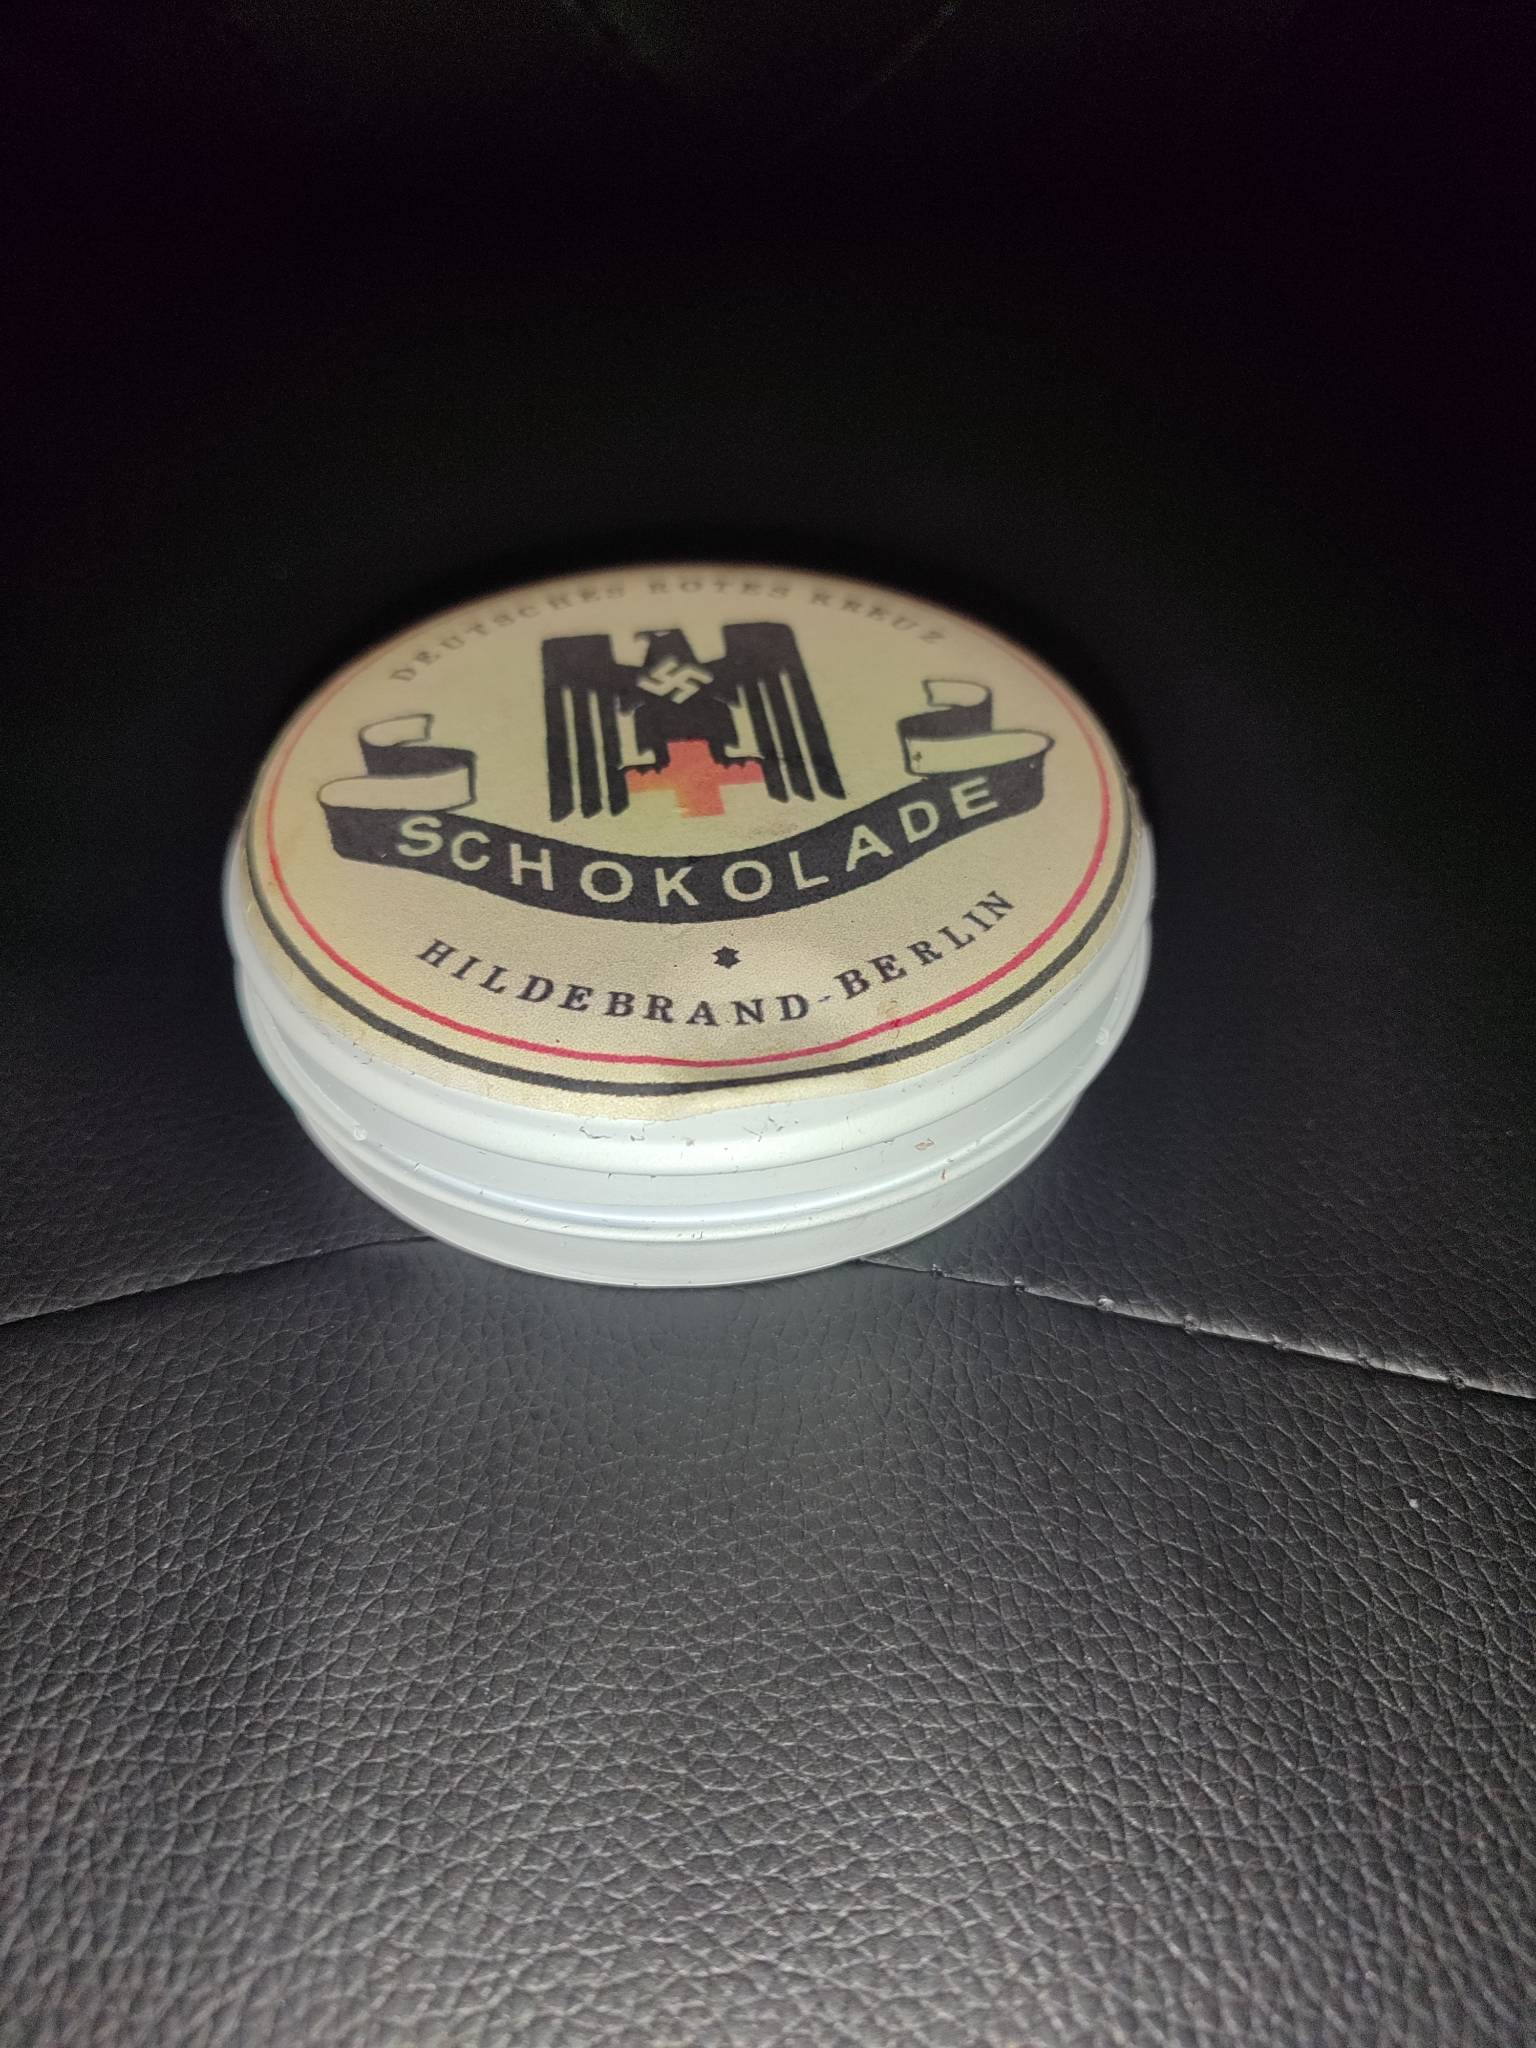 DEUTSCHES ROTES KREUZ
SCHOKOLADE
HILDEBRAND-BERLIN